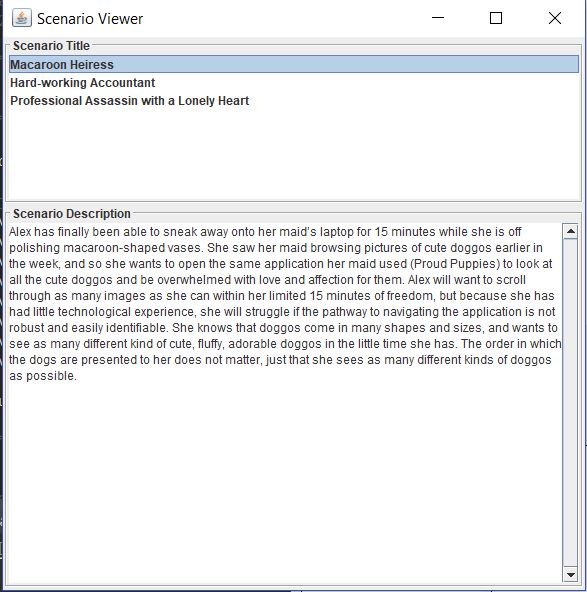 Scenario Viewer
Scenario Title
Macaroon Heiress
Hard-working Accountant
Professional Assassin with a Lonely Heart
Scenario Description
Alex has finally been able to sneak away onto her maid's laptop for 15 minutes while she is off
polishing macaroon-shaped vases. She saw her maid browsing pictures of cute doggos earlier in
the week, and so she wants to open the same application her maid used (Proud Puppies) to look at
all the cute doggos and be overwhelmed with love and affection for them. Alex will want to scroll
through as many images as she can within her limited 15 minutes of freedom, but because she has
had little technological experience, she will struggle if the pathway to navigating the application is not
robust and easily identifiable. She knows that doggos come in many shapes and sizes, and wants to
see as many different kind of cute, fluffy, adorable doggos in the little time she has. The order in which
the dogs are presented to her does not matter, just that she sees as many different kinds of doggos
as possible.